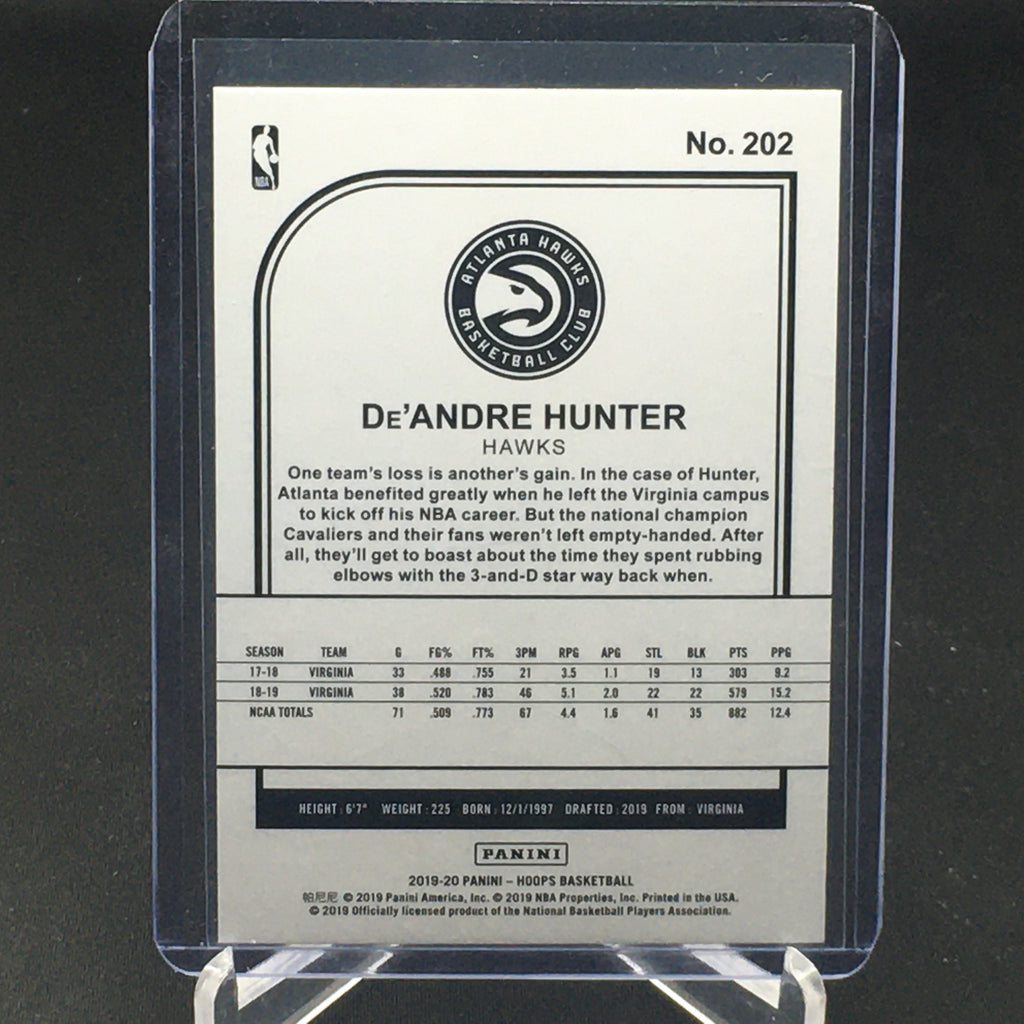 No. 202
NBA
ATLANTA HAWKS
BASKETBALL CLUB
DE'ANDRE HUNTER
HAWKS
One team's loss is another's gain. In the case of Hunter,
Atlanta benefited greatly when he left the Virginia campus
to kick off his NBA career. But the national champion
Cavaliers and their fans weren't left empty-handed. After
all, they'll get to boast about the time they spent rubbing
elbows with the 3-and-D star way back when.
SEASON TEAM G FG% FT% 3PM RPG APG STL BLK PTS PPG
17-18 VIRGINIA 33 .488 .755 21 3.5 1.1 19 13 303 9.2
18-19 VIRGINIA 38 .520 .783 46 5.1 2.0 22 22 579 15.2
NCAA TOTALS 71 .509 .773 67 4.4 1.6 41 35 882 12.4
HEIGHT: 6'7" WEIGHT: 225 BORN: 12/1/1997 DRAFTED: 2019 FROM: VIRGINIA
PANINI
2019-20 PANINI – HOOPS BASKETBALL
帕尼尼 © 2019 Panini America, Inc. © 2019 NBA Properties, Inc. Printed in the USA.
© 2019 Officially licensed product of the National Basketball Players Association.